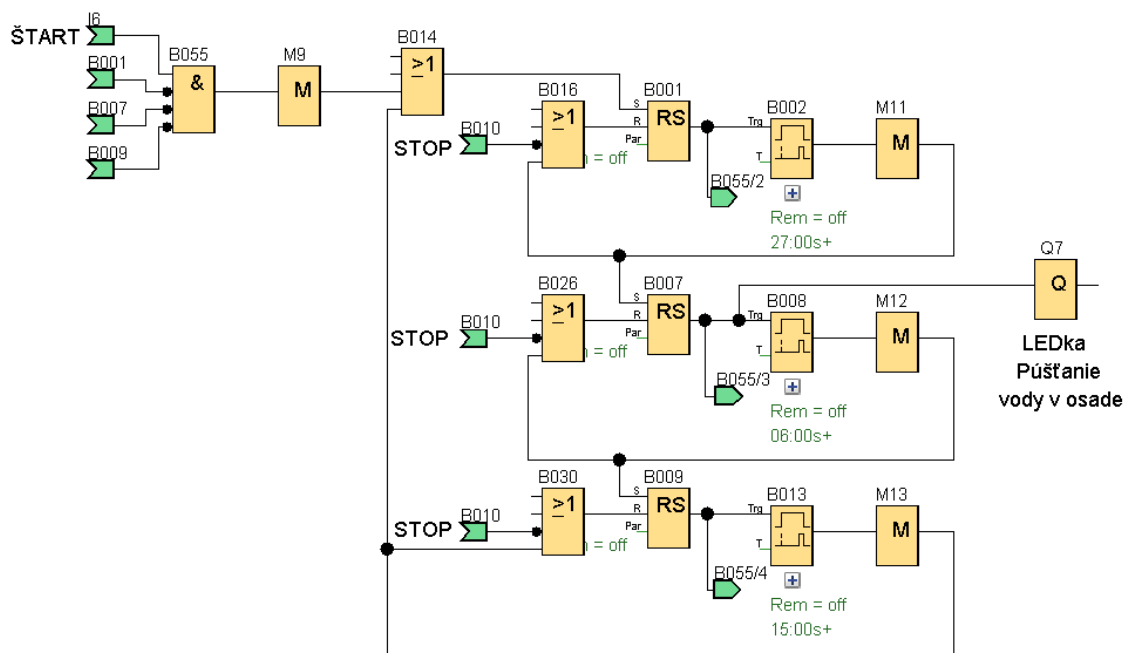 I6
ŠTART
B001
B007
B009
B055
&
M9
M
B014
>1
B016
>1
B010
STOP
= off
B001
S
R
Par
RS
B055/2
B002
Trg
T
Rem = off
27:00s+
M11
M
B026
>1
B010
STOP
= off
B007
S
R
Par
RS
B055/3
B008
Trg
T
Rem = off
06:00s+
M12
M
Q7
Q
LEDka
Púšťanie
vody v osade
B030
>1
B010
STOP
= off
B009
S
R
Par
RS
B055/4
B013
Trg
T
Rem = off
15:00s+
M13
M